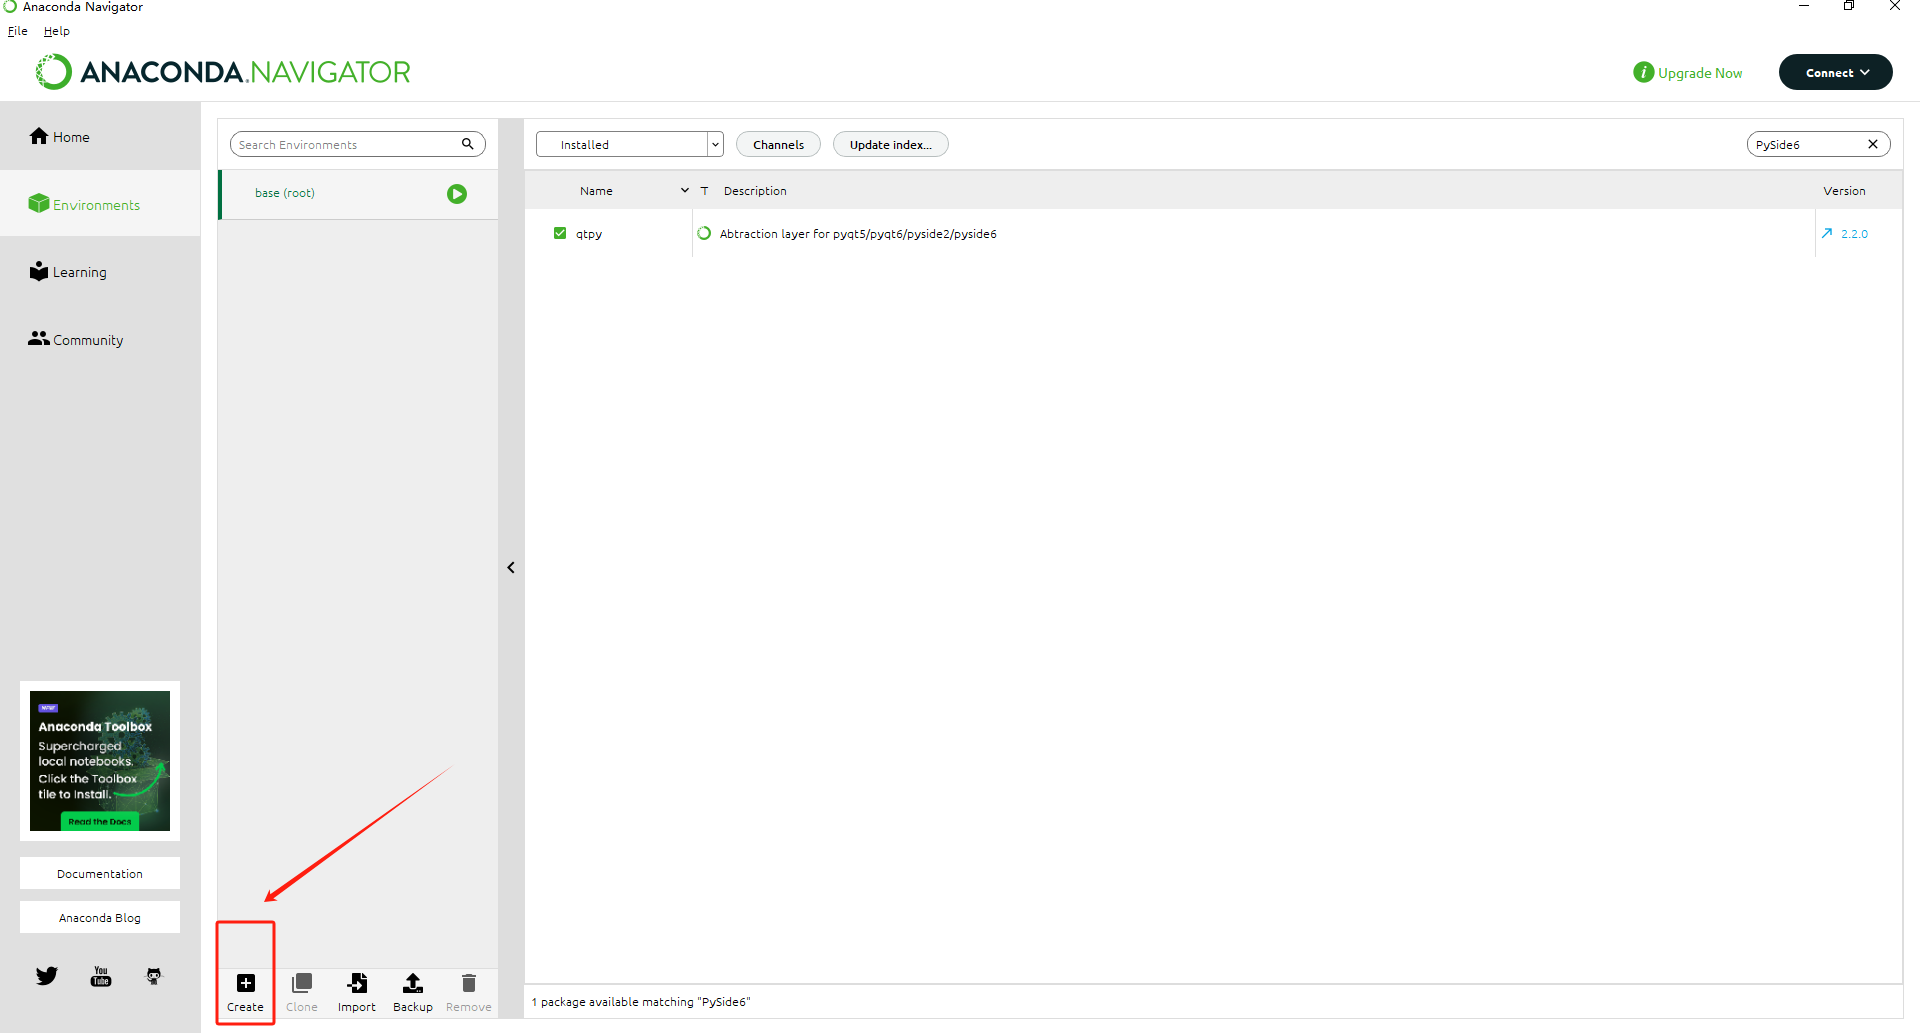 Anaconda Navigator
File Help
ANACONDA.NAVIGATOR
i Upgrade Now
Connect
Home
Environments
Learning
Community
NEW
Anaconda Toolbox
Supercharged
local notebooks.
Click the Toolbox
tile to install.
Read the Docs
Documentation
Anaconda Blog
You
Tube
Search Environments
base (root)
Create Clone Import Backup Remove
Installed Channels Update index... PySide6
Name T Description Version
qtpy Abtraction layer for pyqt5/pyqt6/pyside2/pyside6 2.2.0
1 package available matching "PySide6"